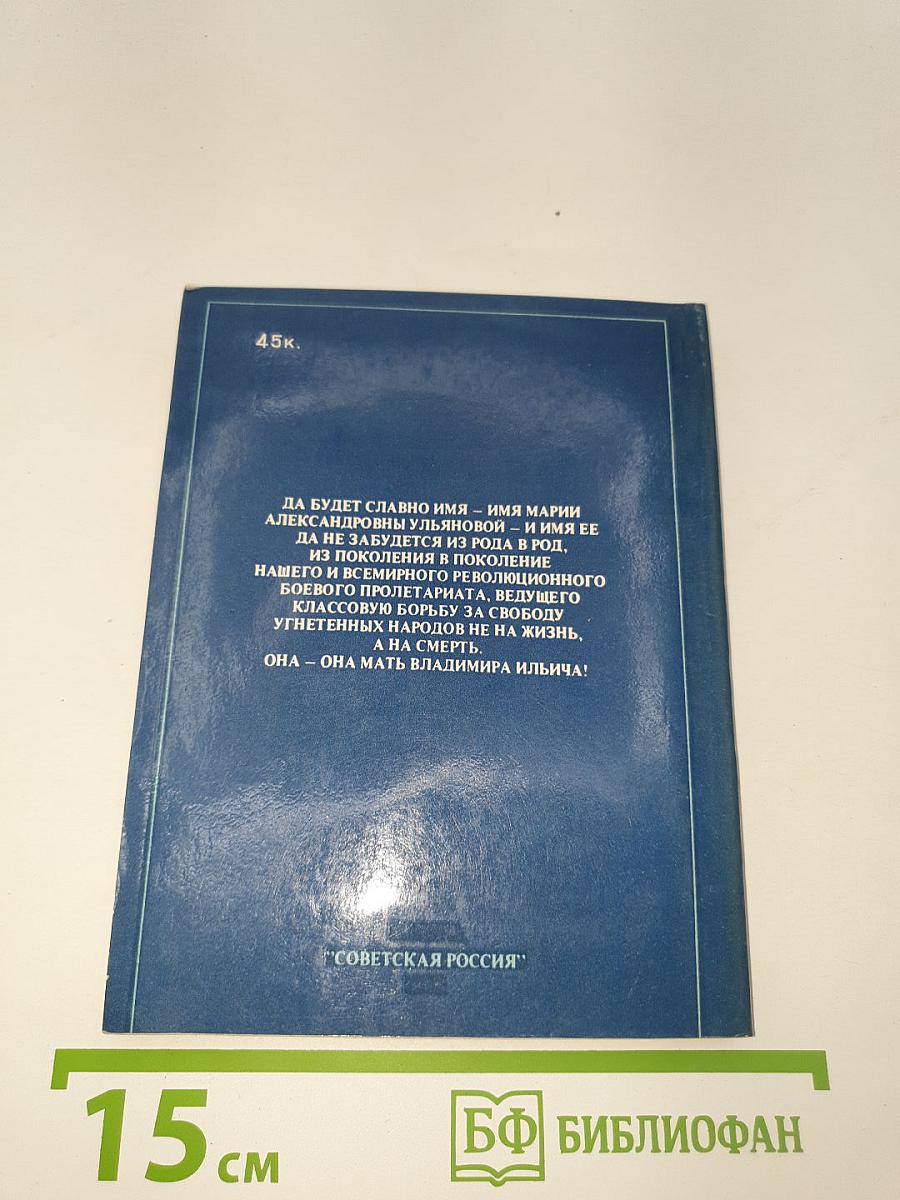 45к.
ДА БУДЕТ СЛАВНО ИМЯ – ИМЯ МАРИИ
АЛЕКСАНДРОВНЫ УЛЬЯНОВОЙ – И ИМЯ ЕЕ
ДА НЕ ЗАБУДЕТСЯ ИЗ РОДА В РОД,
ИЗ ПОКОЛЕНИЯ В ПОКОЛЕНИЕ
НАШЕГО И ВСЕМИРНОГО РЕВОЛЮЦИОННОГО
БОЕВОГО ПРОЛЕТАРИАТА, ВЕДУЩЕГО
КЛАССОВУЮ БОРЬБУ ЗА СВОБОДУ
УГНЕТЕННЫХ НАРОДОВ НЕ НА ЖИЗНЬ,
А НА СМЕРТЬ.
ОНА – ОНА МАТЬ ВЛАДИМИРА ИЛЬИЧА!
"СОВЕТСКАЯ РОССИЯ"
15 см
БФ БИБЛИОФАН